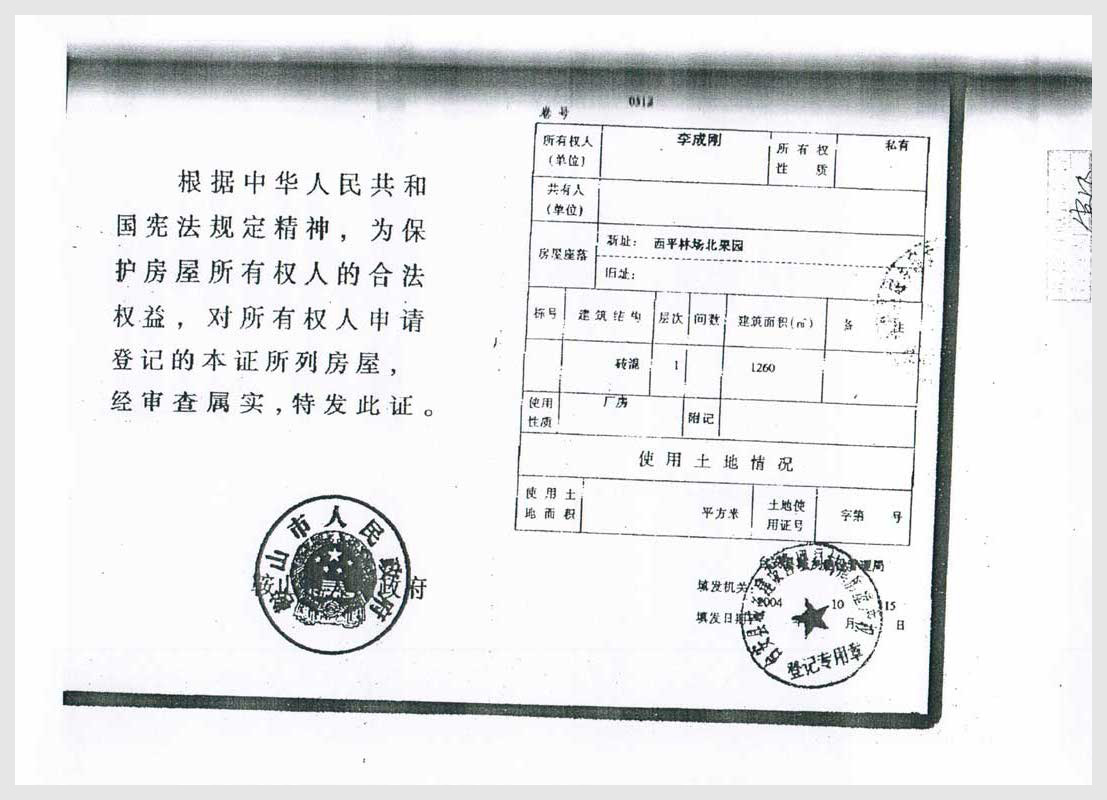 根据中华人民共和
国宪法规定精神，为保
护房屋所有权人的合法
权益，对所有权人申请
登记的本证所列房屋，
经审查属实，特发此证。
鞍山市人民政府
卷号 0313
所有权人(单位) 李成刚 所有权性质 私有
共有人(单位)
房屋座落 新址： 西平林场北果园
旧址：
栋号 建筑结构 层次 间数 建筑面积(㎡) 备 注
砖混 1 1260
使用性质 厂房 附记
使用土地情况
使用土地面积 平方米 土地使用证号 字第 号
填发机关
填发日期 2004 年 10 月 15 日
登记专用章